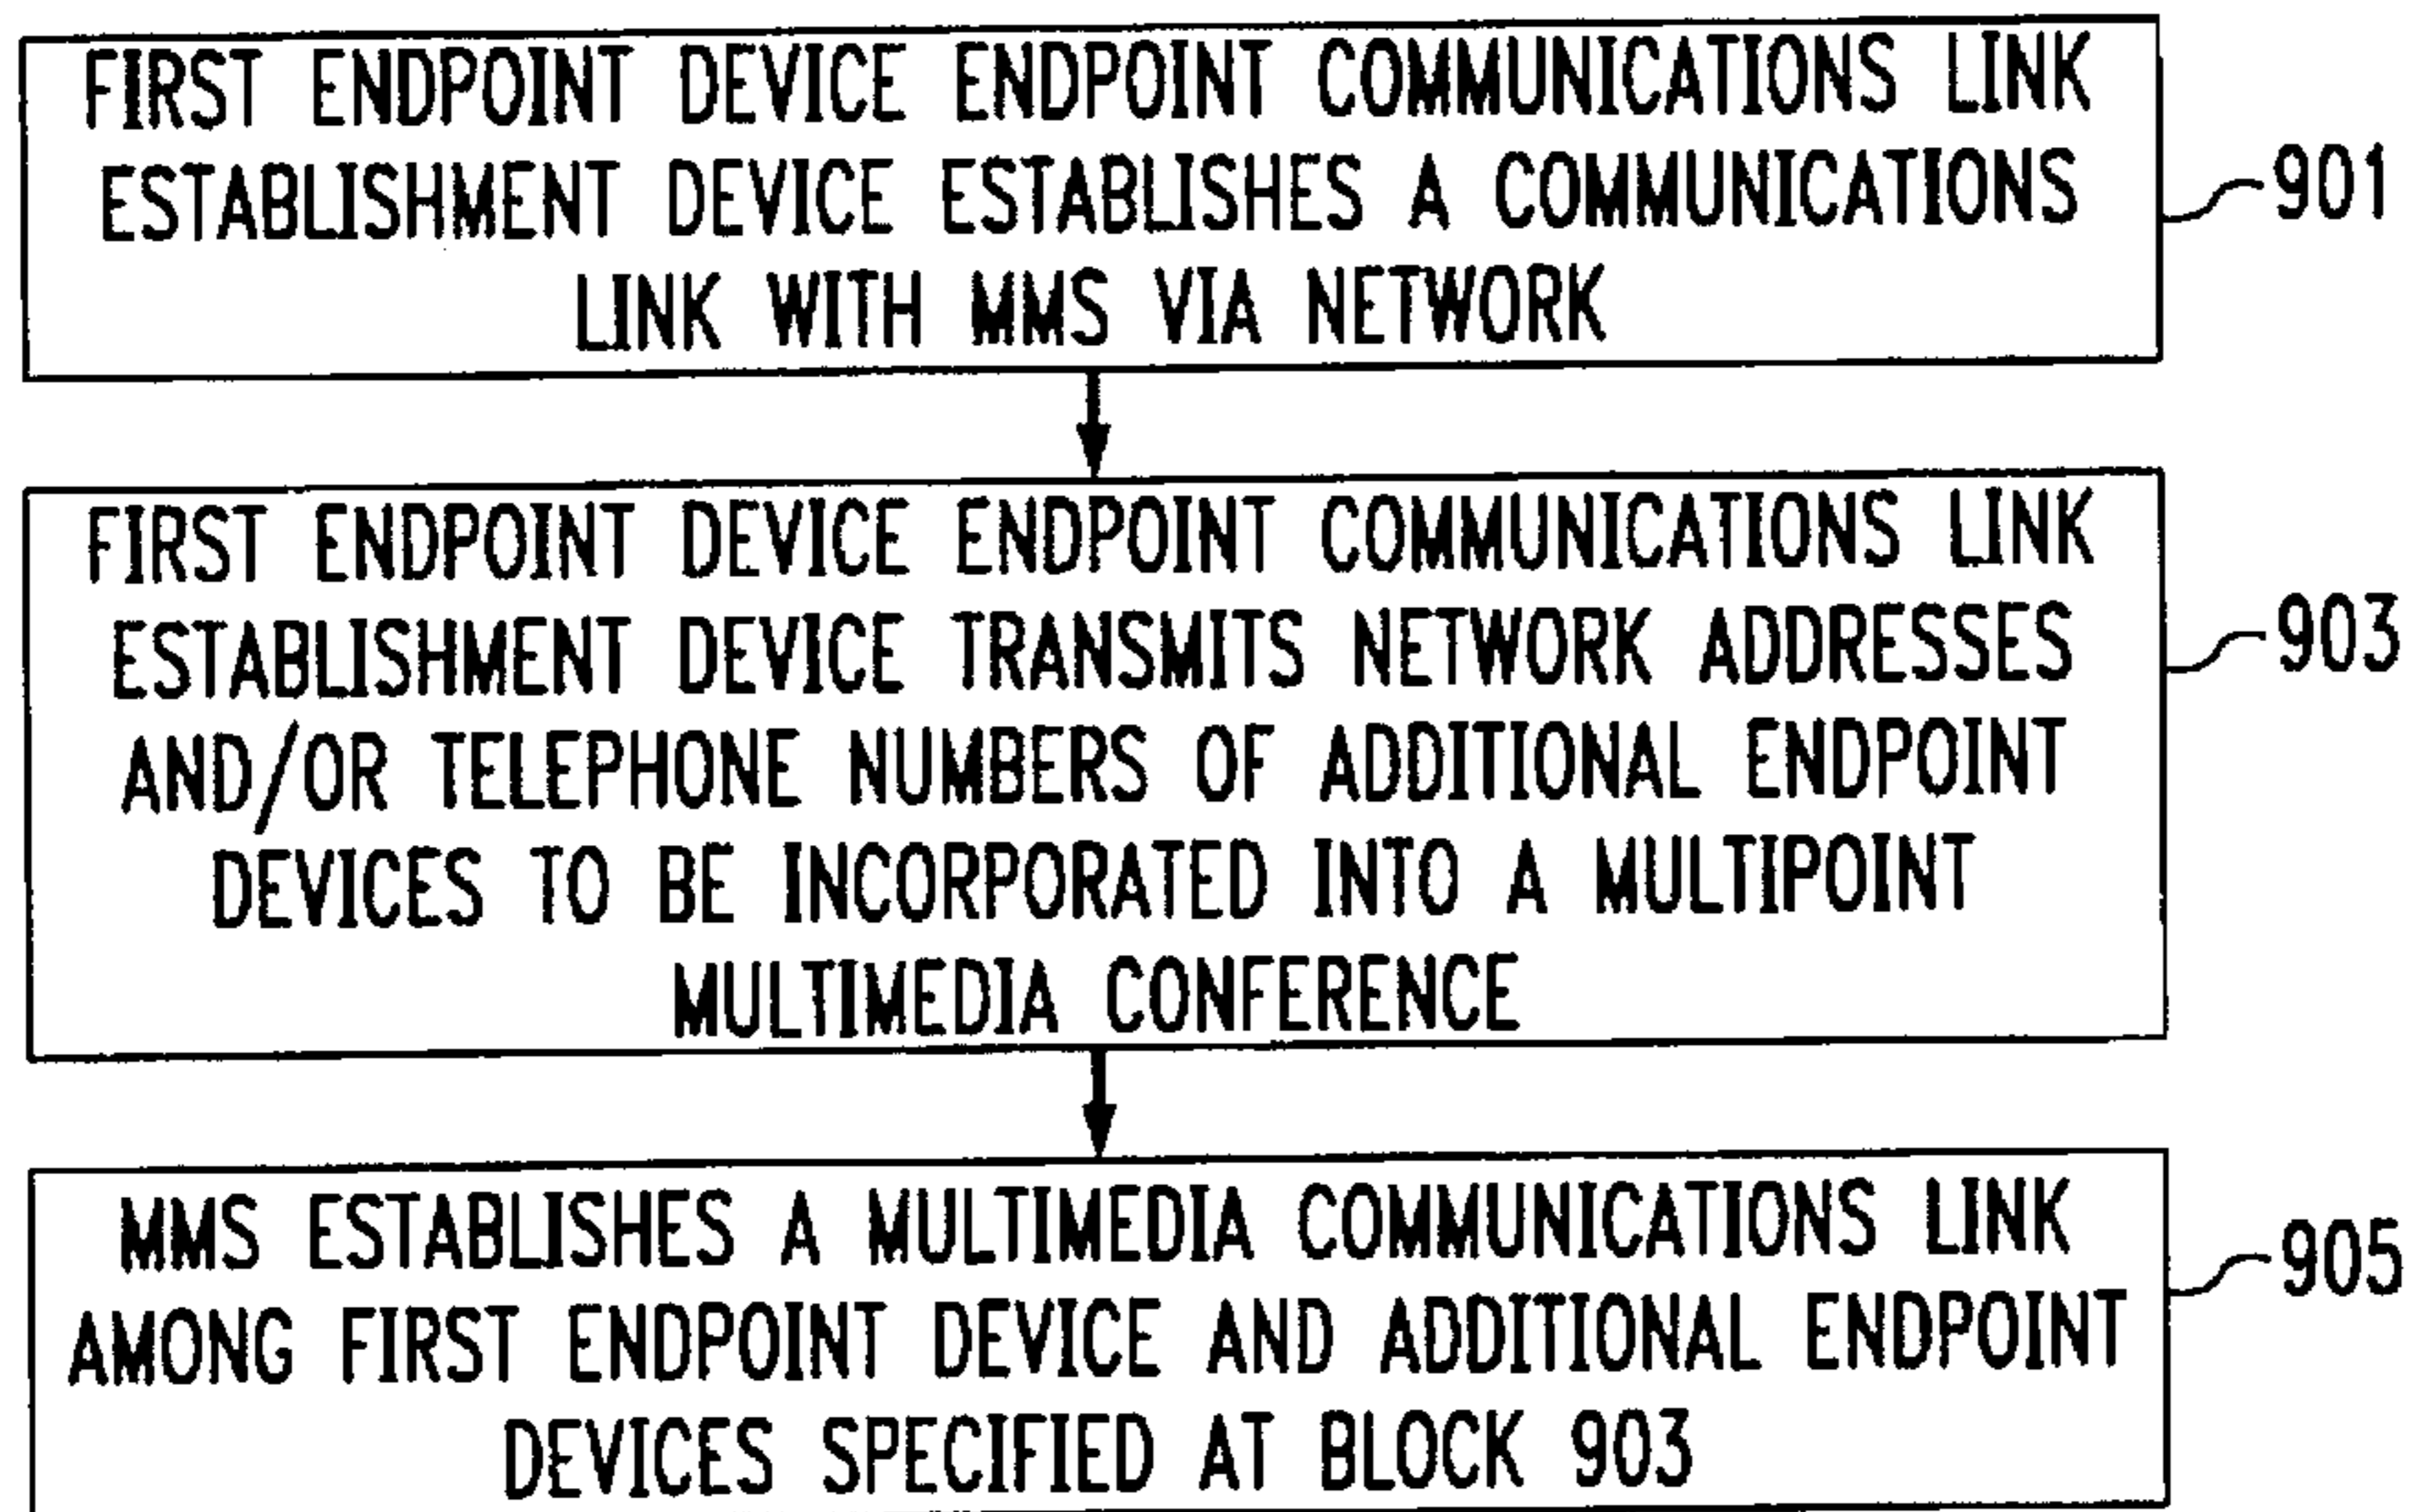 FIRST ENDPOINT DEVICE ENDPOINT COMMUNICATIONS LINK
ESTABLISHMENT DEVICE ESTABLISHES A COMMUNICATIONS
LINK WITH MMS VIA NETWORK
901
FIRST ENDPOINT DEVICE ENDPOINT COMMUNICATIONS LINK
ESTABLISHMENT DEVICE TRANSMITS NETWORK ADDRESSES
AND/OR TELEPHONE NUMBERS OF ADDITIONAL ENDPOINT
DEVICES TO BE INCORPORATED INTO A MULTIPOINT
MULTIMEDIA CONFERENCE
903
MMS ESTABLISHES A MULTIMEDIA COMMUNICATIONS LINK
AMONG FIRST ENDPOINT DEVICE AND ADDITIONAL ENDPOINT
DEVICES SPECIFIED AT BLOCK 903
905